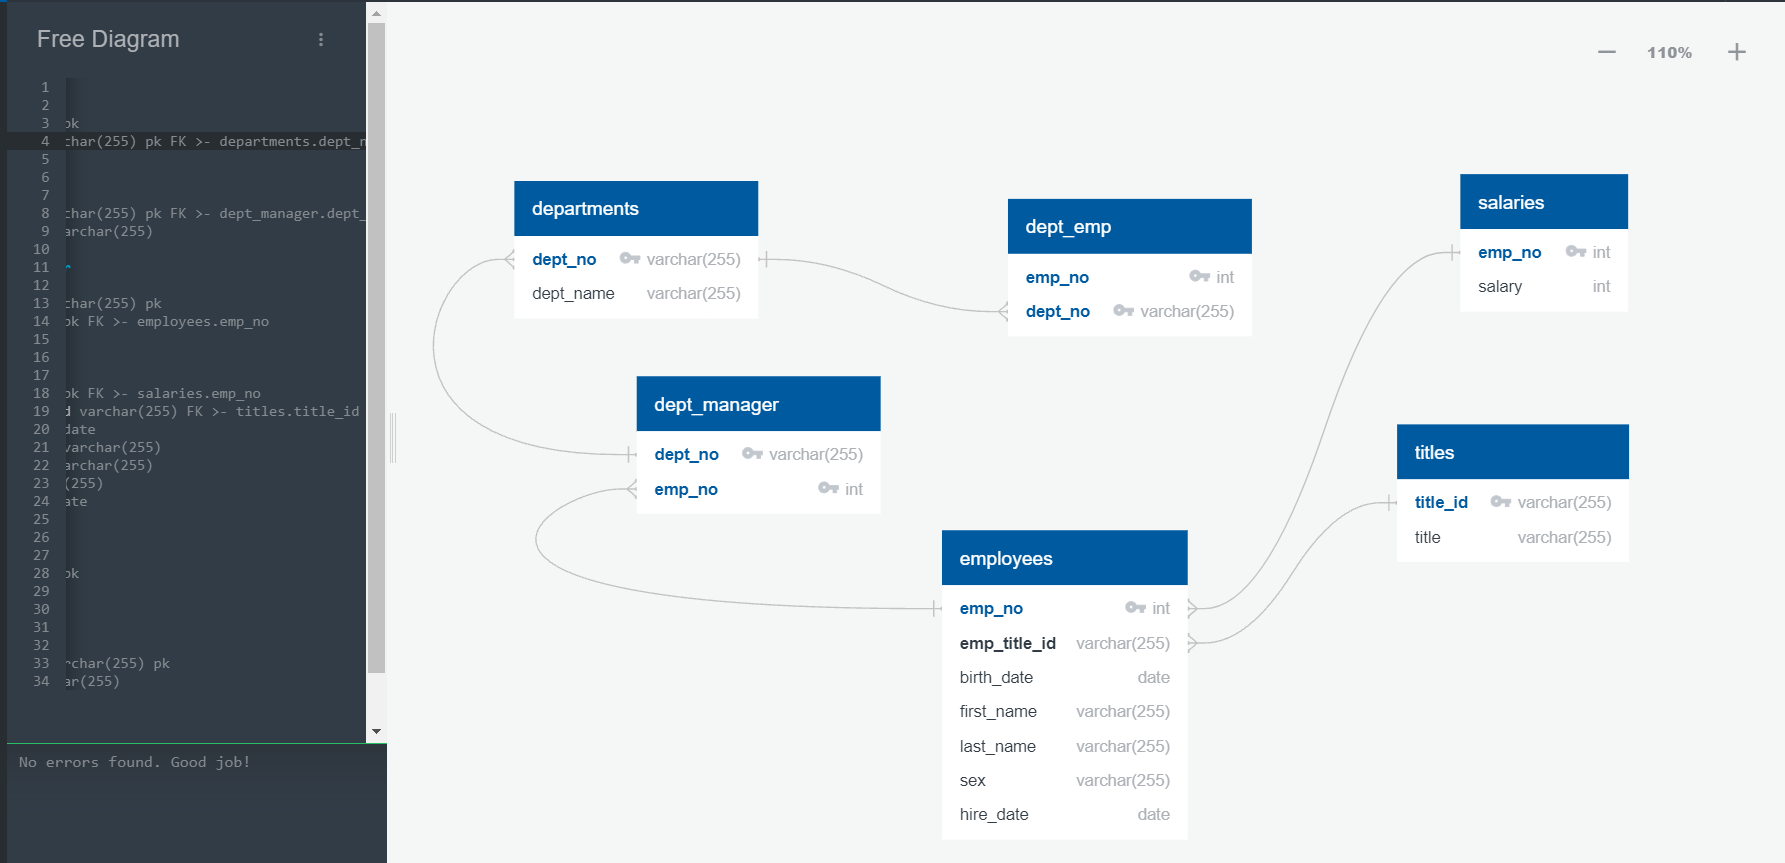 Free Diagram
1
2
3 pk
4 char(255) pk FK >- departments.dept_n
5
6
7
8 char(255) pk FK >- dept_manager.dept_
9 archar(255)
10
11 ^
12
13 char(255) pk
14 pk FK >- employees.emp_no
15
16
17
18 pk FK >- salaries.emp_no
19 d varchar(255) FK >- titles.title_id
20 date
21 varchar(255)
22 archar(255)
23 (255)
24 ate
25
26
27
28 pk
29
30
31
32
33 rchar(255) pk
34 ar(255)
No errors found. Good job!
110%
departments
dept_no varchar(255)
dept_name varchar(255)
dept_emp
emp_no int
dept_no varchar(255)
salaries
emp_no int
salary int
dept_manager
dept_no varchar(255)
emp_no int
titles
title_id varchar(255)
title varchar(255)
employees
emp_no int
emp_title_id varchar(255)
birth_date date
first_name varchar(255)
last_name varchar(255)
sex varchar(255)
hire_date date